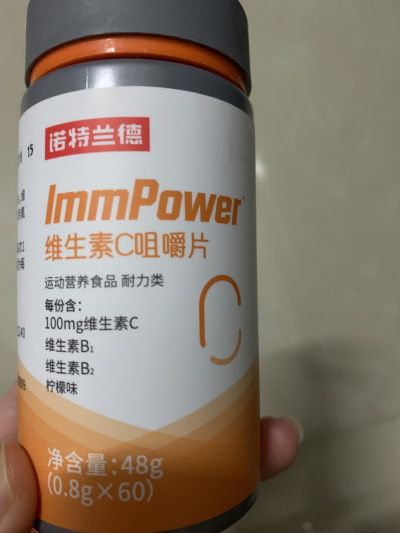 诺特兰德
ImmPower
维生素C咀嚼片
运动营养食品 耐力类
每份含:
100mg维生素C
维生素B₁
维生素B₂
柠檬味
C
净含量: 48g
(0.8g×60)